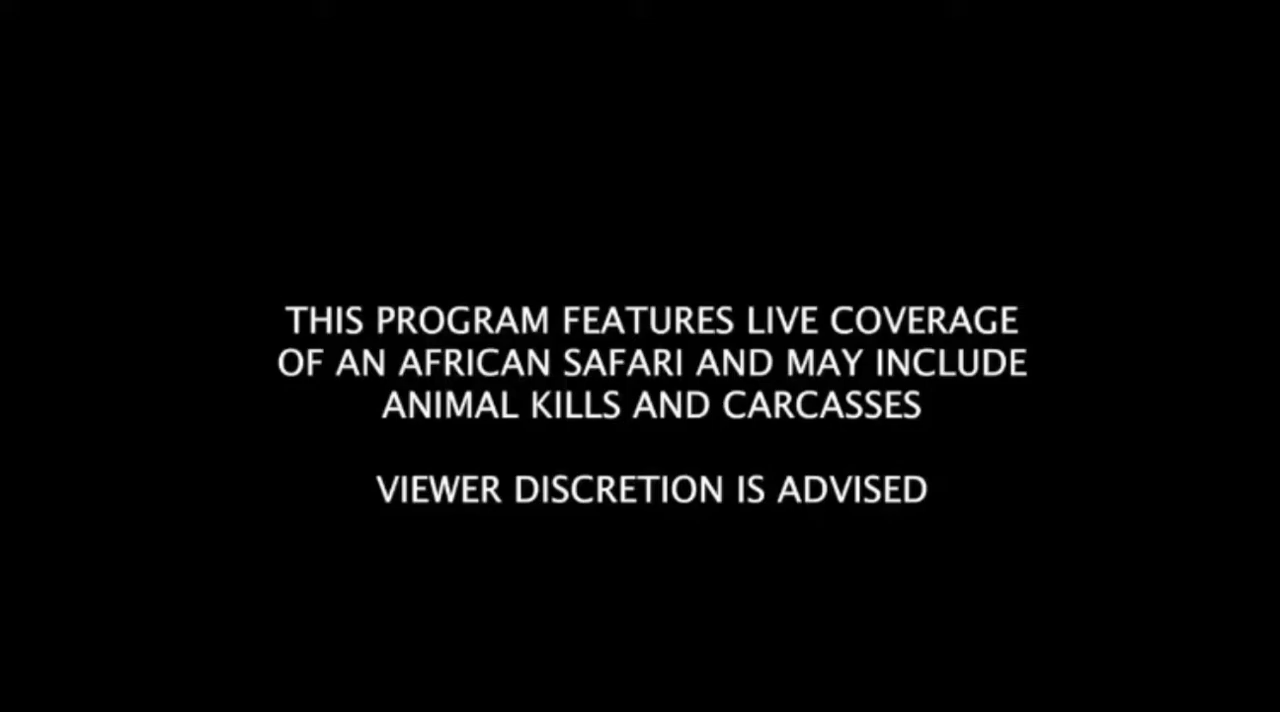 THIS PROGRAM FEATURES LIVE COVERAGE
OF AN AFRICAN SAFARI AND MAY INCLUDE
ANIMAL KILLS AND CARCASSES
VIEWER DISCRETION IS ADVISED